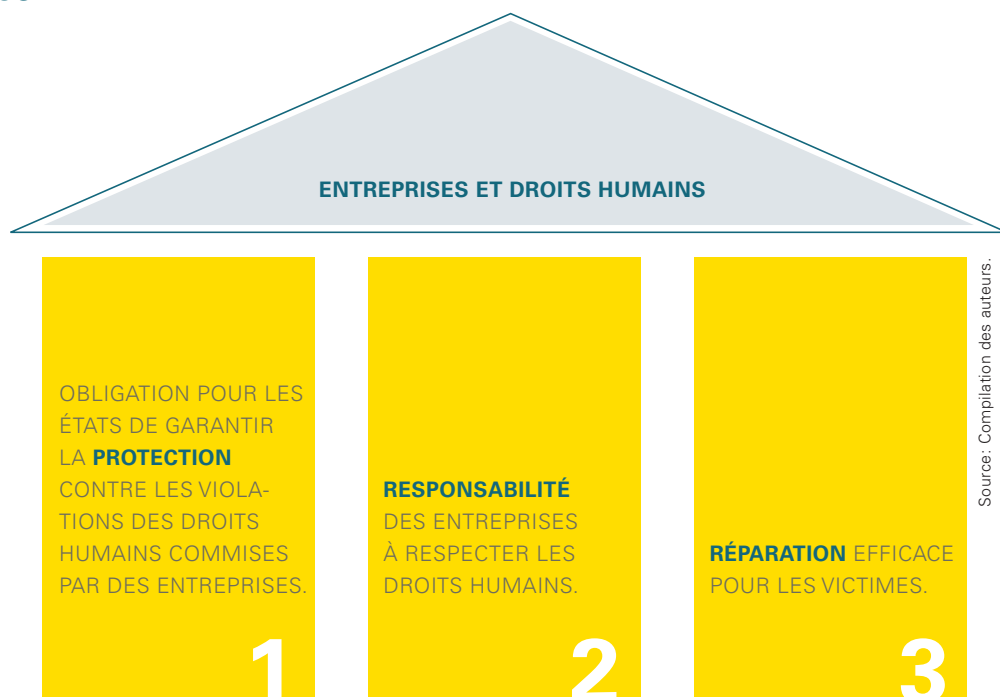 ENTREPRISES ET DROITS HUMAINS
OBLIGATION POUR LES
ÉTATS DE GARANTIR
LA PROTECTION
CONTRE LES VIOLA-
TIONS DES DROITS
HUMAINS COMMISES
PAR DES ENTREPRISES.
1
RESPONSABILITÉ
DES ENTREPRISES
À RESPECTER LES
DROITS HUMAINS.
2
RÉPARATION EFFICACE
POUR LES VICTIMES.
3
Source: Compilation des auteurs.